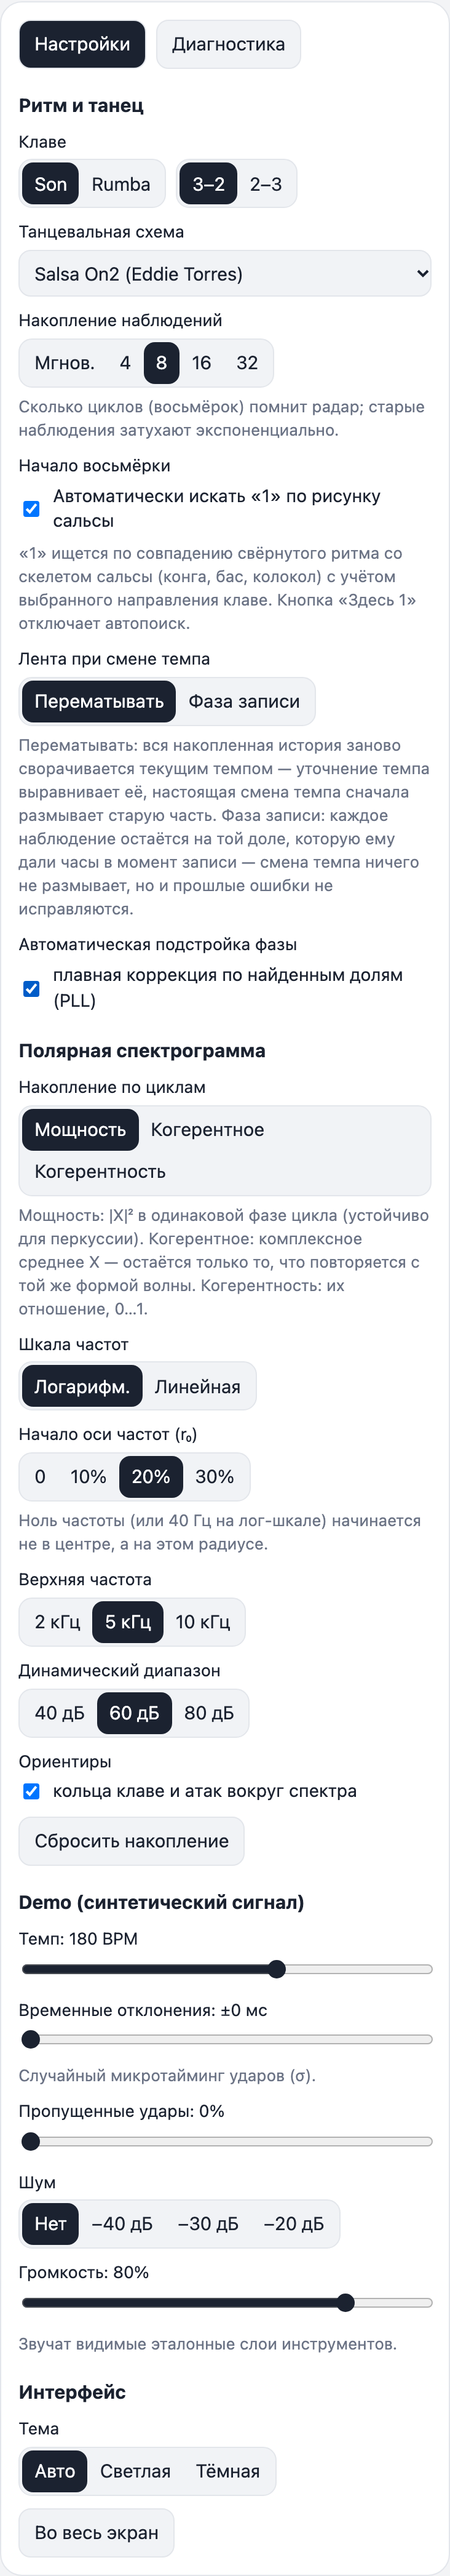 Настройки Диагностика
Ритм и танец
Клаве
Son Rumba 3–2 2–3
Танцевальная схема
Salsa On2 (Eddie Torres)
Накопление наблюдений
Мгнов. 4 8 16 32
Сколько циклов (восьмёрок) помнит радар; старые
наблюдения затухают экспоненциально.
Начало восьмёрки
Автоматически искать «1» по рисунку
сальсы
«1» ищется по совпадению свёрнутого ритма со
скелетом сальсы (конга, бас, колокол) с учётом
выбранного направления клаве. Кнопка «Здесь 1»
отключает автопоиск.
Лента при смене темпа
Перематывать Фаза записи
Перематывать: вся накопленная история заново
сворачивается текущим темпом — уточнение темпа
выравнивает её, настоящая смена темпа сначала
размывает старую часть. Фаза записи: каждое
наблюдение остаётся на той доле, которую ему
дали часы в момент записи — смена темпа ничего
не размывает, но и прошлые ошибки не
исправляются.
Автоматическая подстройка фазы
плавная коррекция по найденным долям
(PLL)
Полярная спектрограмма
Накопление по циклам
Мощность Когерентное
Когерентность
Мощность: |X|² в одинаковой фазе цикла (устойчиво
для перкуссии). Когерентное: комплексное
среднее X — остаётся только то, что повторяется с
той же формой волны. Когерентность: их
отношение, 0…1.
Шкала частот
Логарифм. Линейная
Начало оси частот (r₀)
0 10% 20% 30%
Ноль частоты (или 40 Гц на лог-шкале) начинается
не в центре, а на этом радиусе.
Верхняя частота
2 кГц 5 кГц 10 кГц
Динамический диапазон
40 дБ 60 дБ 80 дБ
Ориентиры
кольца клаве и атак вокруг спектра
Сбросить накопление
Demo (синтетический сигнал)
Темп: 180 BPM
Временные отклонения: ±0 мс
Случайный микротайминг ударов (σ).
Пропущенные удары: 0%
Шум
Нет −40 дБ −30 дБ −20 дБ
Громкость: 80%
Звучат видимые эталонные слои инструментов.
Интерфейс
Тема
Авто Светлая Тёмная
Во весь экран